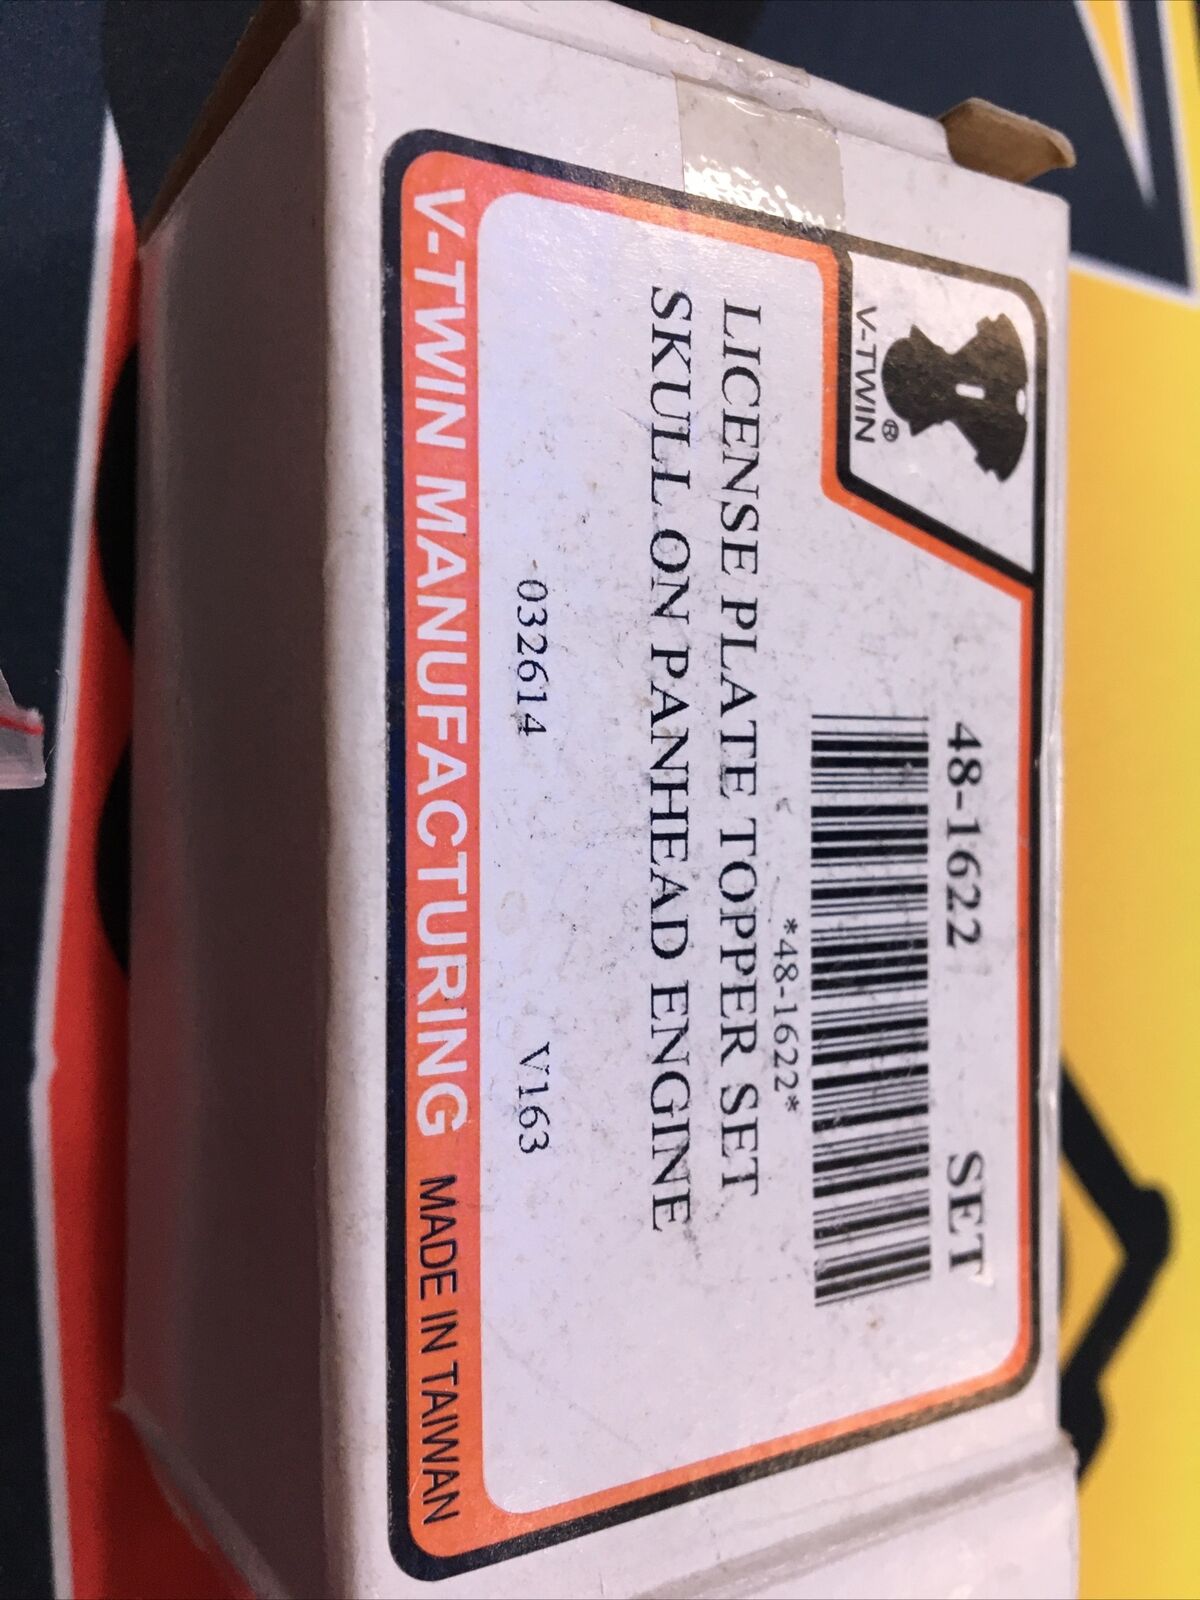 V-TWIN®
48-1622 SET
*48-1622*
LICENSE PLATE TOPPER SET
SKULL ON PANHEAD ENGINE
032614 V163
V-TWIN MANUFACTURING MADE IN TAIWAN